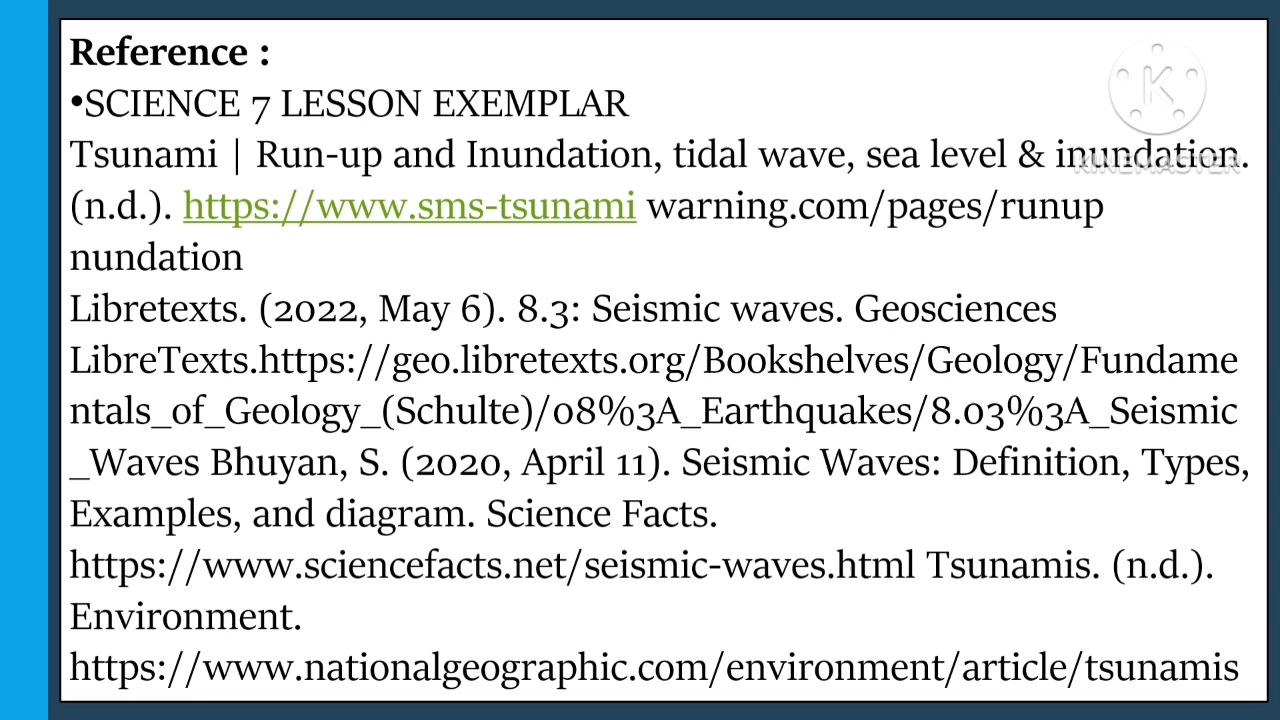 Reference :
•SCIENCE 7 LESSON EXEMPLAR
Tsunami | Run-up and Inundation, tidal wave, sea level & inundation.
(n.d.). https://www.sms-tsunami warning.com/pages/runup
nundation
Libretexts. (2022, May 6). 8.3: Seismic waves. Geosciences
LibreTexts.https://geo.libretexts.org/Bookshelves/Geology/Fundame
ntals_of_Geology_(Schulte)/08%3A_Earthquakes/8.03%3A_Seismic
_Waves Bhuyan, S. (2020, April 11). Seismic Waves: Definition, Types,
Examples, and diagram. Science Facts.
https://www.sciencefacts.net/seismic-waves.html Tsunamis. (n.d.).
Environment.
https://www.nationalgeographic.com/environment/article/tsunamis
K
KINEMASTER